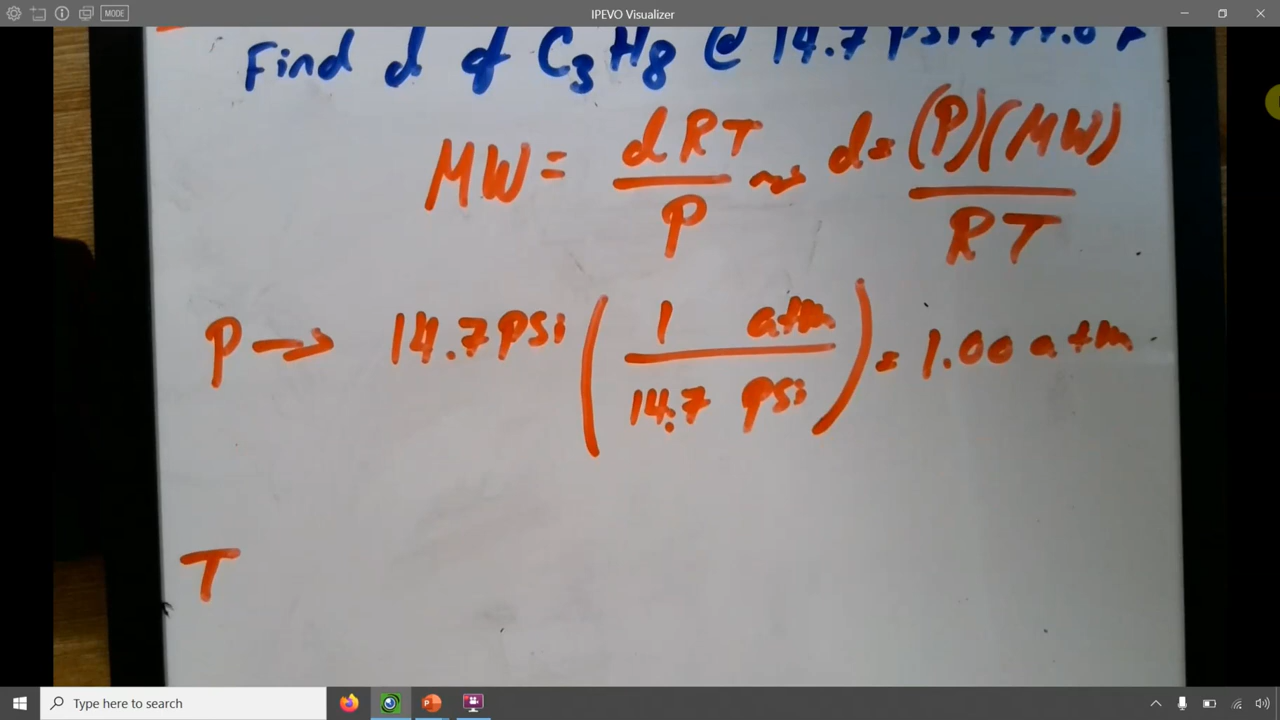 IPEVO Visualizer
MODE
Find d of C3H8 @ 14.7 psi
MW = dRT / P ⇝ d = (P)(MW) / RT
P → 14.7 psi ( 1 atm / 14.7 psi ) = 1.00 atm
T
Type here to search